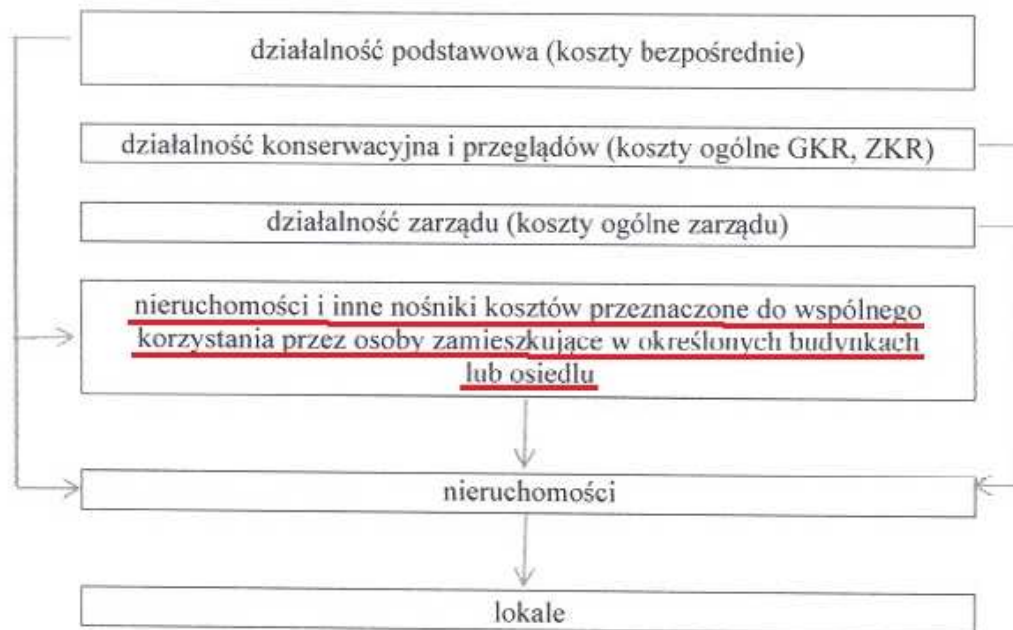 działalność podstawowa (koszty bezpośrednie)
działalność konserwacyjna i przeglądów (koszty ogólne GKR, ZKR)
działalność zarządu (koszty ogólne zarządu)
nieruchomości i inne nośniki kosztów przeznaczone do wspólnego
korzystania przez osoby zamieszkujące w określonych budynkach
lub osiedlu
nieruchomości
lokale